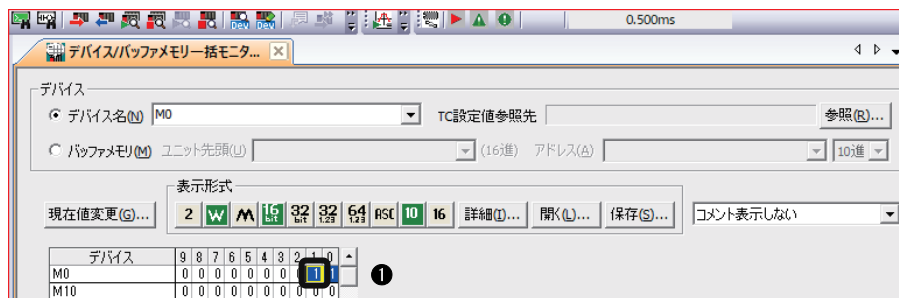 Dev Dev 0.500ms
デバイス/バッファメモリ一括モニタ...
デバイス
デバイス名(N) M0 TC設定値参照先 参照(R)...
バッファメモリ(M) ユニット先頭(U) (16進) アドレス(A) 10進
表示形式
現在値変更(G)... 2 W M 16bit 32bit 32 1.23 64 1.23 ASC 10 16 詳細(I)... 開く(L)... 保存(S)... コメント表示しない
デバイス 9 8 7 6 5 4 3 2 1 0
M0 0 0 0 0 0 0 0 0 1 1 ❶
M10 0 0 0 0 0 0 0 0 0 0